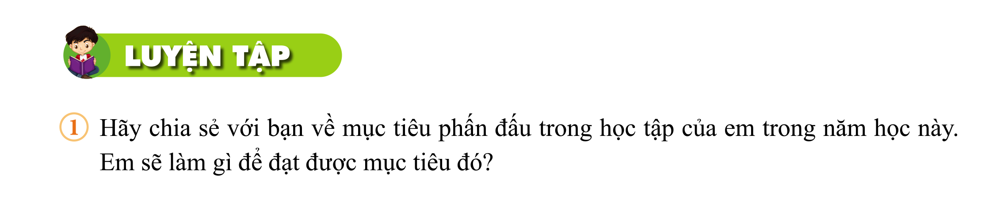 LUYỆN TẬP
1 Hãy chia sẻ với bạn về mục tiêu phấn đấu trong học tập của em trong năm học này.
Em sẽ làm gì để đạt được mục tiêu đó?